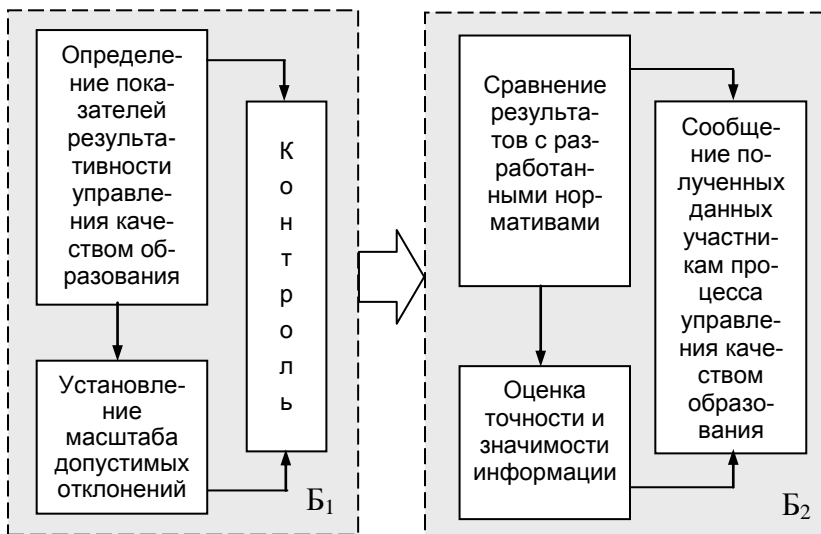 Определе-
ние пока-
зателей
результа-
тивности
управле-
ния каче-
ством об-
разования
Установле-
ние
масштаба
допустимых
отклонений
К
о
н
т
р
о
л
ь
Б1
Сравнение
результа-
тов с раз-
работан-
ными нор-
мативами
Оценка
точности и
значимости
информации
Сообще-
ние по-
лученных
данных
участни-
кам про-
цесса
управле-
ния каче-
ством
образо-
вания
Б2